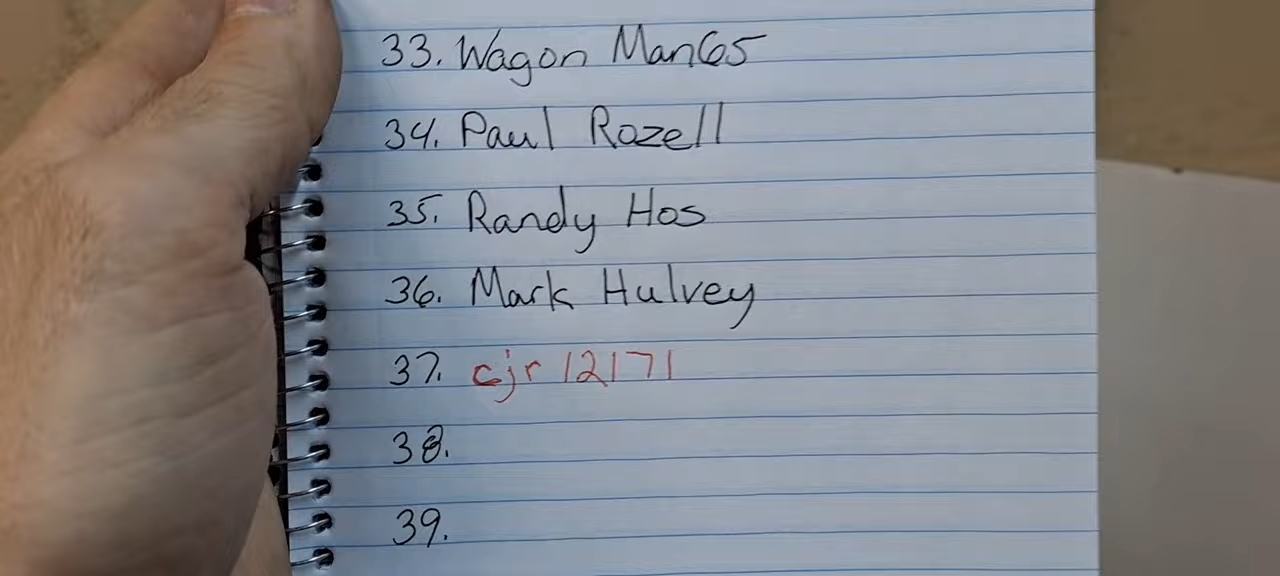 33. Wagon Man65
34. Paul Rozell
35. Randy Hos
36. Mark Hulvey
37. cjr12171
38.
39.